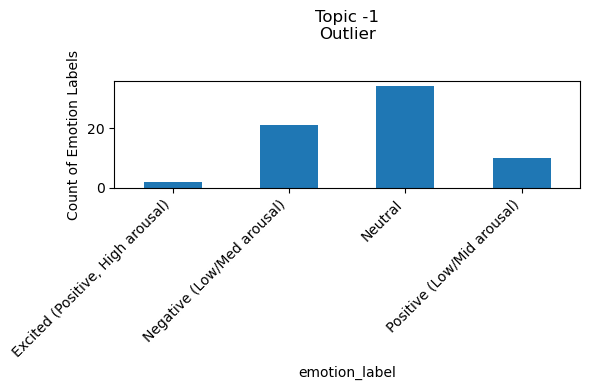 Topic -1
Outlier
Count of Emotion Labels
20
0
Excited (Positive, High arousal)
Negative (Low/Med arousal)
Neutral
Positive (Low/Mid arousal)
emotion_label